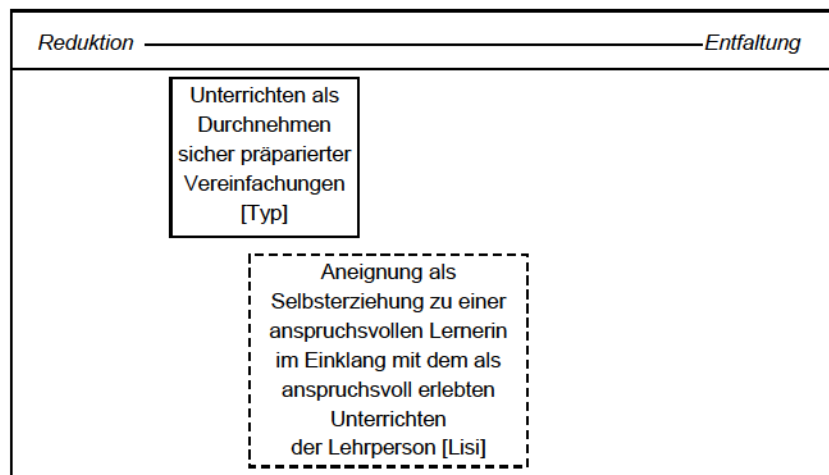 Reduktion Entfaltung
Unterrichten als
Durchnehmen
sicher präparierter
Vereinfachungen
[Typ]
Aneignung als
Selbsterziehung zu einer
anspruchsvollen Lernerin
im Einklang mit dem als
anspruchsvoll erlebten
Unterrichten
der Lehrperson [Lisi]